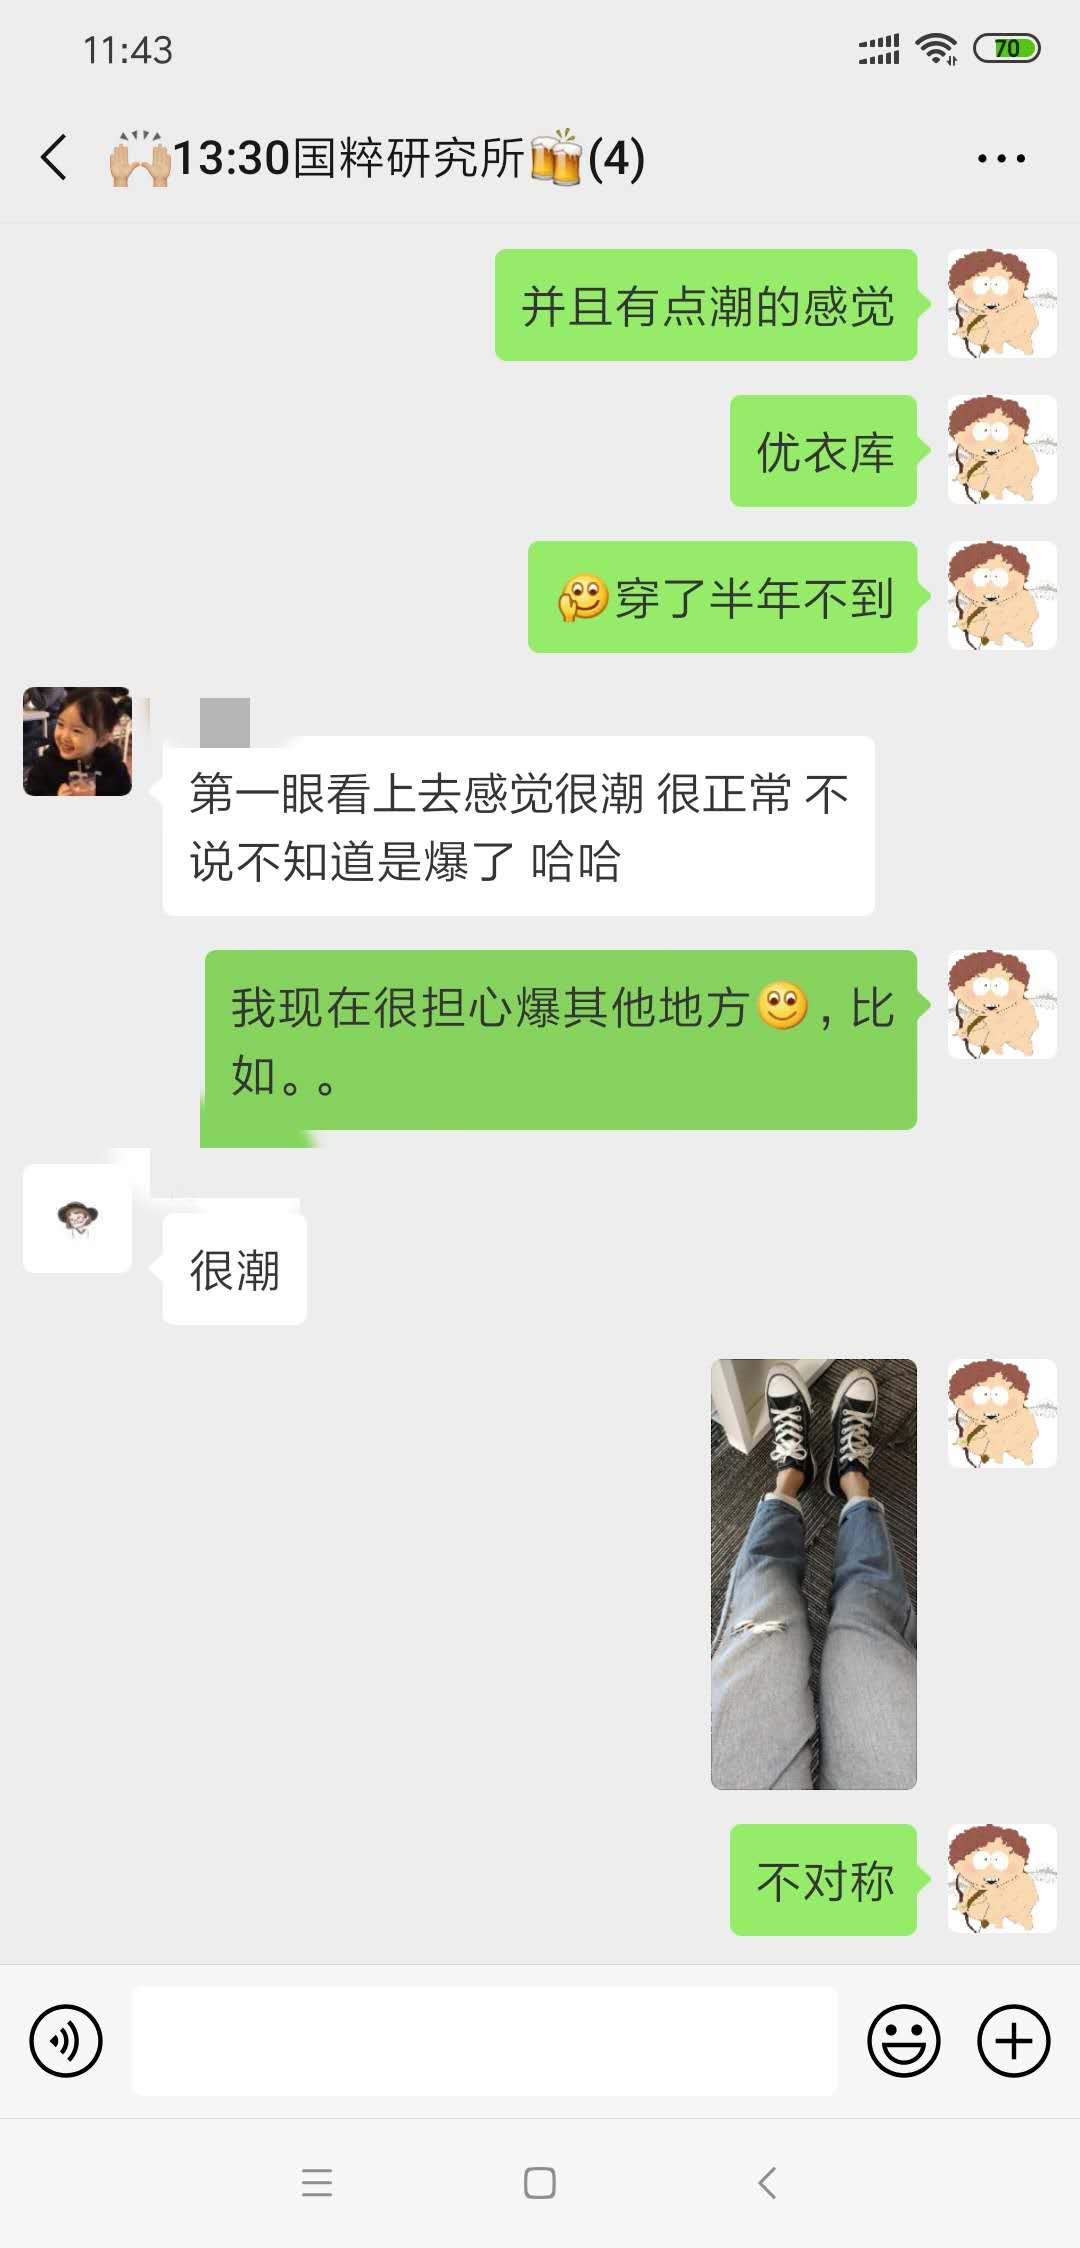 11:43
70
🙌🏼13:30国粹研究所🍻(4)
并且有点潮的感觉
优衣库
穿了半年不到
第一眼看上去感觉很潮 很正常 不
说不知道是爆了 哈哈
我现在很担心爆其他地方🙂，比
如。。
很潮
不对称